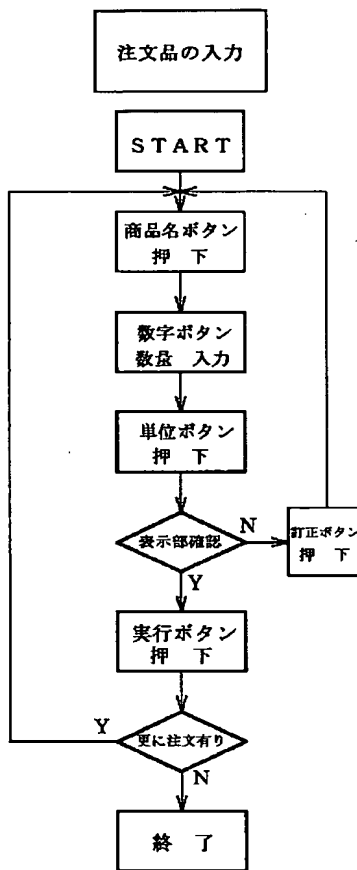 注文品の入力
START
商品名ボタン
押 下
数字ボタン
数量 入力
単位ボタン
押 下
表示部確認
N
訂正ボタン
押 下
Y
実行ボタン
押 下
Y
更に注文有り
N
終 了